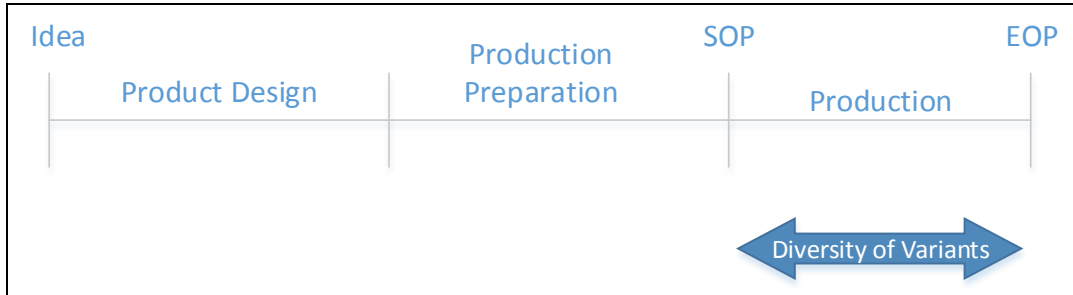 Idea
SOP
EOP
Product Design
Production
Preparation
Production
Diversity of Variants